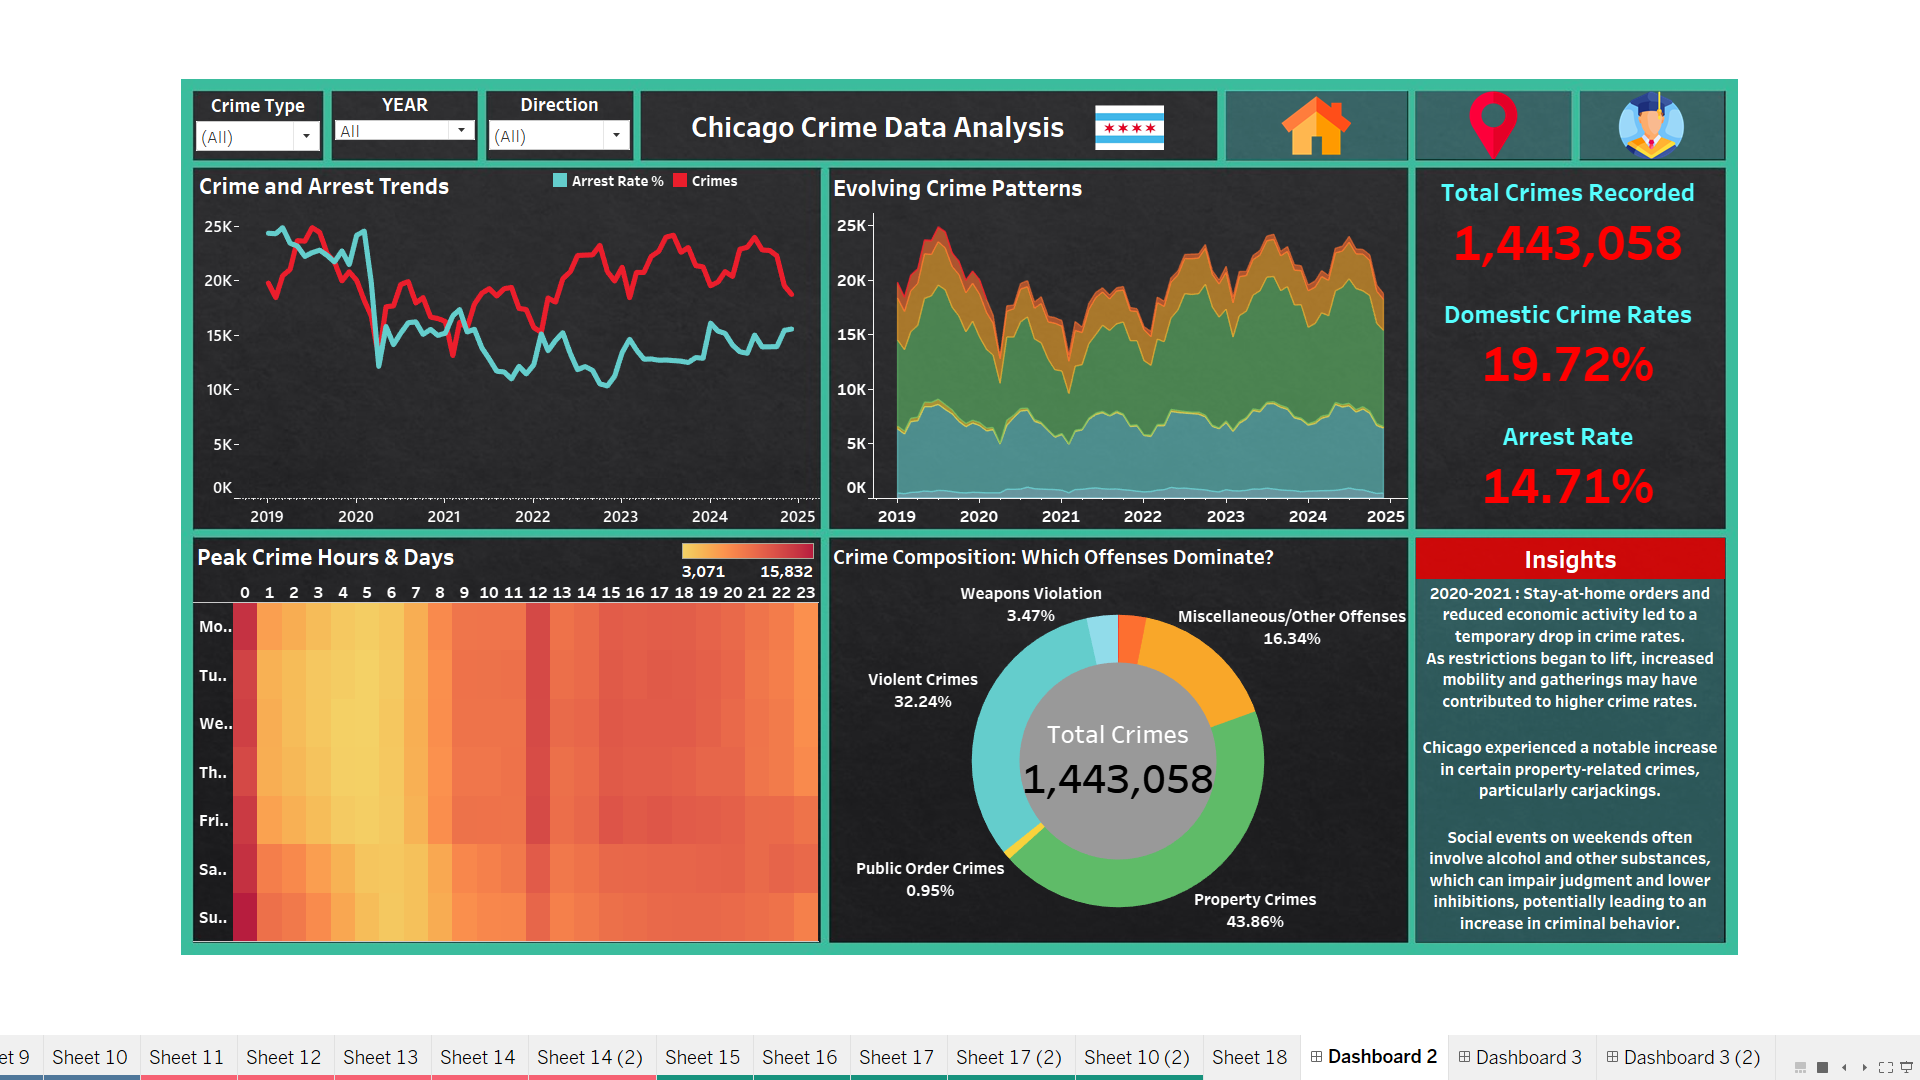 Crime Type
(All)
YEAR
All
Direction
(All)
Chicago Crime Data Analysis
Crime and Arrest Trends
Arrest Rate %
Crimes
25K
20K
15K
10K
5K
0K
2019 2020 2021 2022 2023 2024 2025
Evolving Crime Patterns
25K
20K
15K
10K
5K
0K
2019 2020 2021 2022 2023 2024 2025
Total Crimes Recorded
1,443,058
Domestic Crime Rates
19.72%
Arrest Rate
14.71%
Peak Crime Hours & Days
3,071 15,832
0 1 2 3 4 5 6 7 8 9 10 11 12 13 14 15 16 17 18 19 20 21 22 23
Mo..
Tu..
We..
Th..
Fri..
Sa..
Su..
Crime Composition: Which Offenses Dominate?
Weapons Violation
3.47%
Miscellaneous/Other Offenses
16.34%
Violent Crimes
32.24%
Total Crimes
1,443,058
Public Order Crimes
0.95%
Property Crimes
43.86%
Insights
2020-2021 : Stay-at-home orders and
reduced economic activity led to a
temporary drop in crime rates.
As restrictions began to lift, increased
mobility and gatherings may have
contributed to higher crime rates.
Chicago experienced a notable increase
in certain property-related crimes,
particularly carjackings.
Social events on weekends often
involve alcohol and other substances,
which can impair judgment and lower
inhibitions, potentially leading to an
increase in criminal behavior.
et 9 Sheet 10 Sheet 11 Sheet 12 Sheet 13 Sheet 14 Sheet 14 (2) Sheet 15 Sheet 16 Sheet 17 Sheet 17 (2) Sheet 10 (2) Sheet 18 Dashboard 2 Dashboard 3 Dashboard 3 (2)